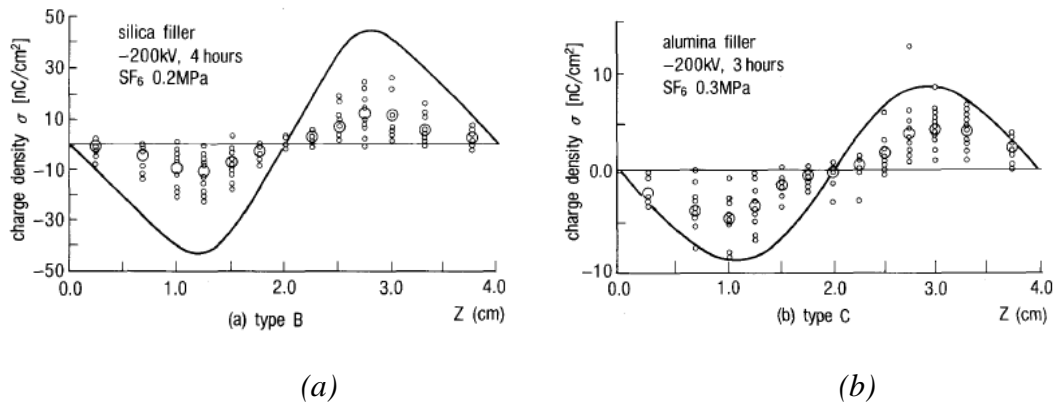 silica filler
−200kV, 4 hours
SF₆ 0.2MPa
charge density σ [nC/cm²]
50
30
10
−10
−30
−50
0.0
1.0
2.0
3.0
4.0
Z (cm)
(a) type B
alumina filler
−200kV, 3 hours
SF₆ 0.3MPa
charge density σ [nC/cm²]
10
0.0
−10
0.0
1.0
2.0
3.0
4.0
Z (cm)
(b) type C
(a)
(b)